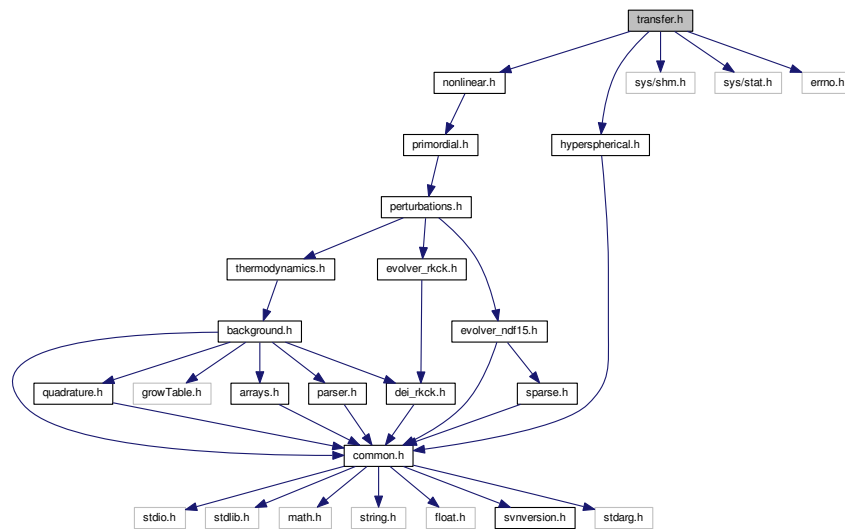 transfer.h
nonlinear.h
sys/shm.h
sys/stat.h
errno.h
primordial.h
hyperspherical.h
perturbations.h
thermodynamics.h
evolver_rkck.h
background.h
evolver_ndf15.h
quadrature.h
growTable.h
arrays.h
parser.h
dei_rkck.h
sparse.h
common.h
stdio.h
stdlib.h
math.h
string.h
float.h
svnversion.h
stdarg.h